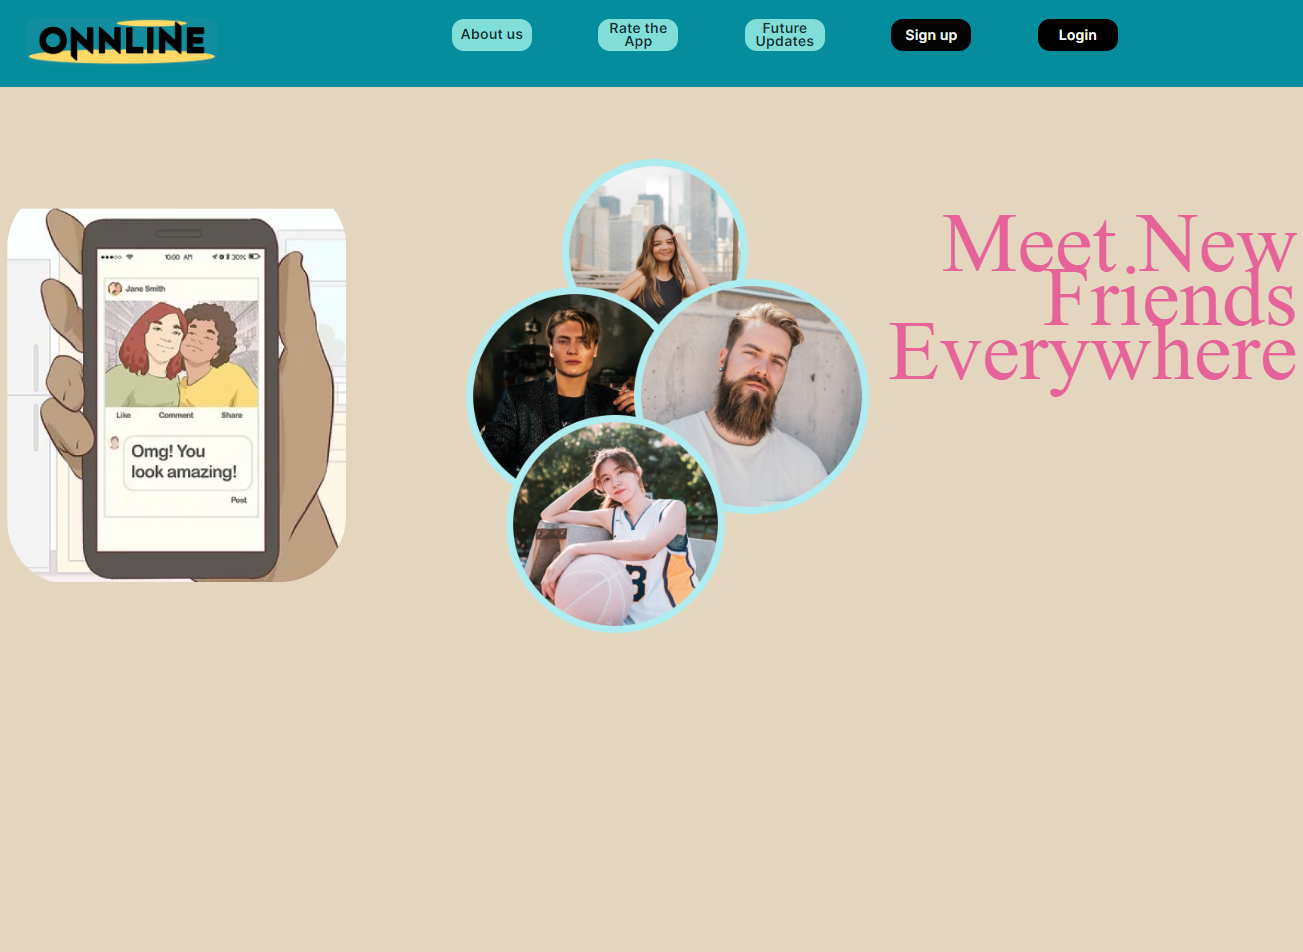 ONNLINE
About us
Rate the
App
Future
Updates
Sign up
Login
Meet New
Friends
Everywhere
10:00 AM
30%
Jane Smith
Like Comment Share
Omg! You
look amazing!
Post
3